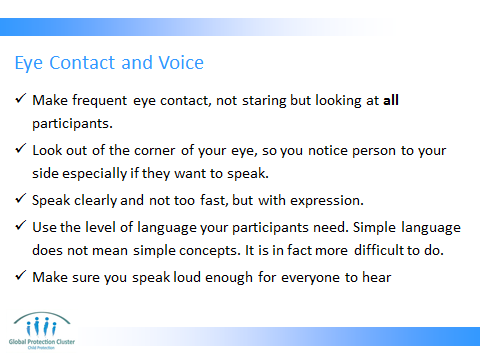 Eye Contact and Voice
✓ Make frequent eye contact, not staring but looking at all
participants.
✓ Look out of the corner of your eye, so you notice person to your
side especially if they want to speak.
✓ Speak clearly and not too fast, but with expression.
✓ Use the level of language your participants need. Simple language
does not mean simple concepts. It is in fact more difficult to do.
✓ Make sure you speak loud enough for everyone to hear
Global Protection Cluster
Child Protection